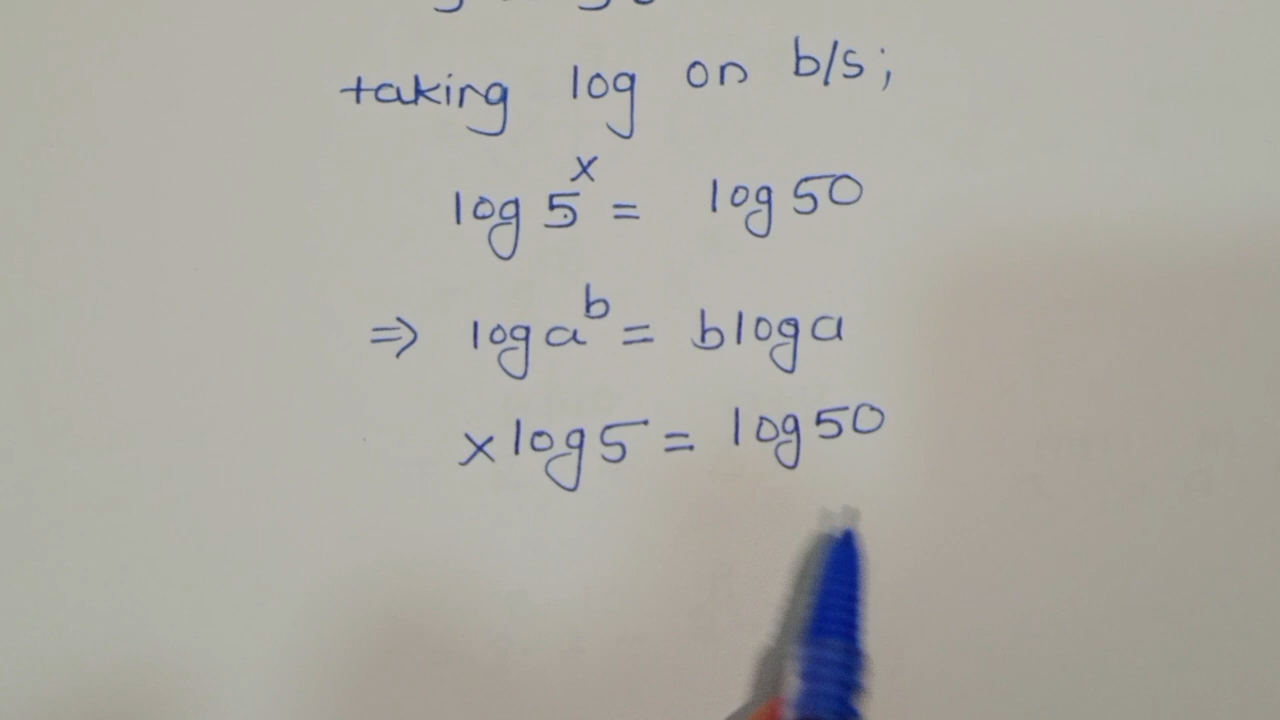 taking log on b/s;
log 5^x = log 50
⇒ log a^b = b log a
x log 5 = log 50